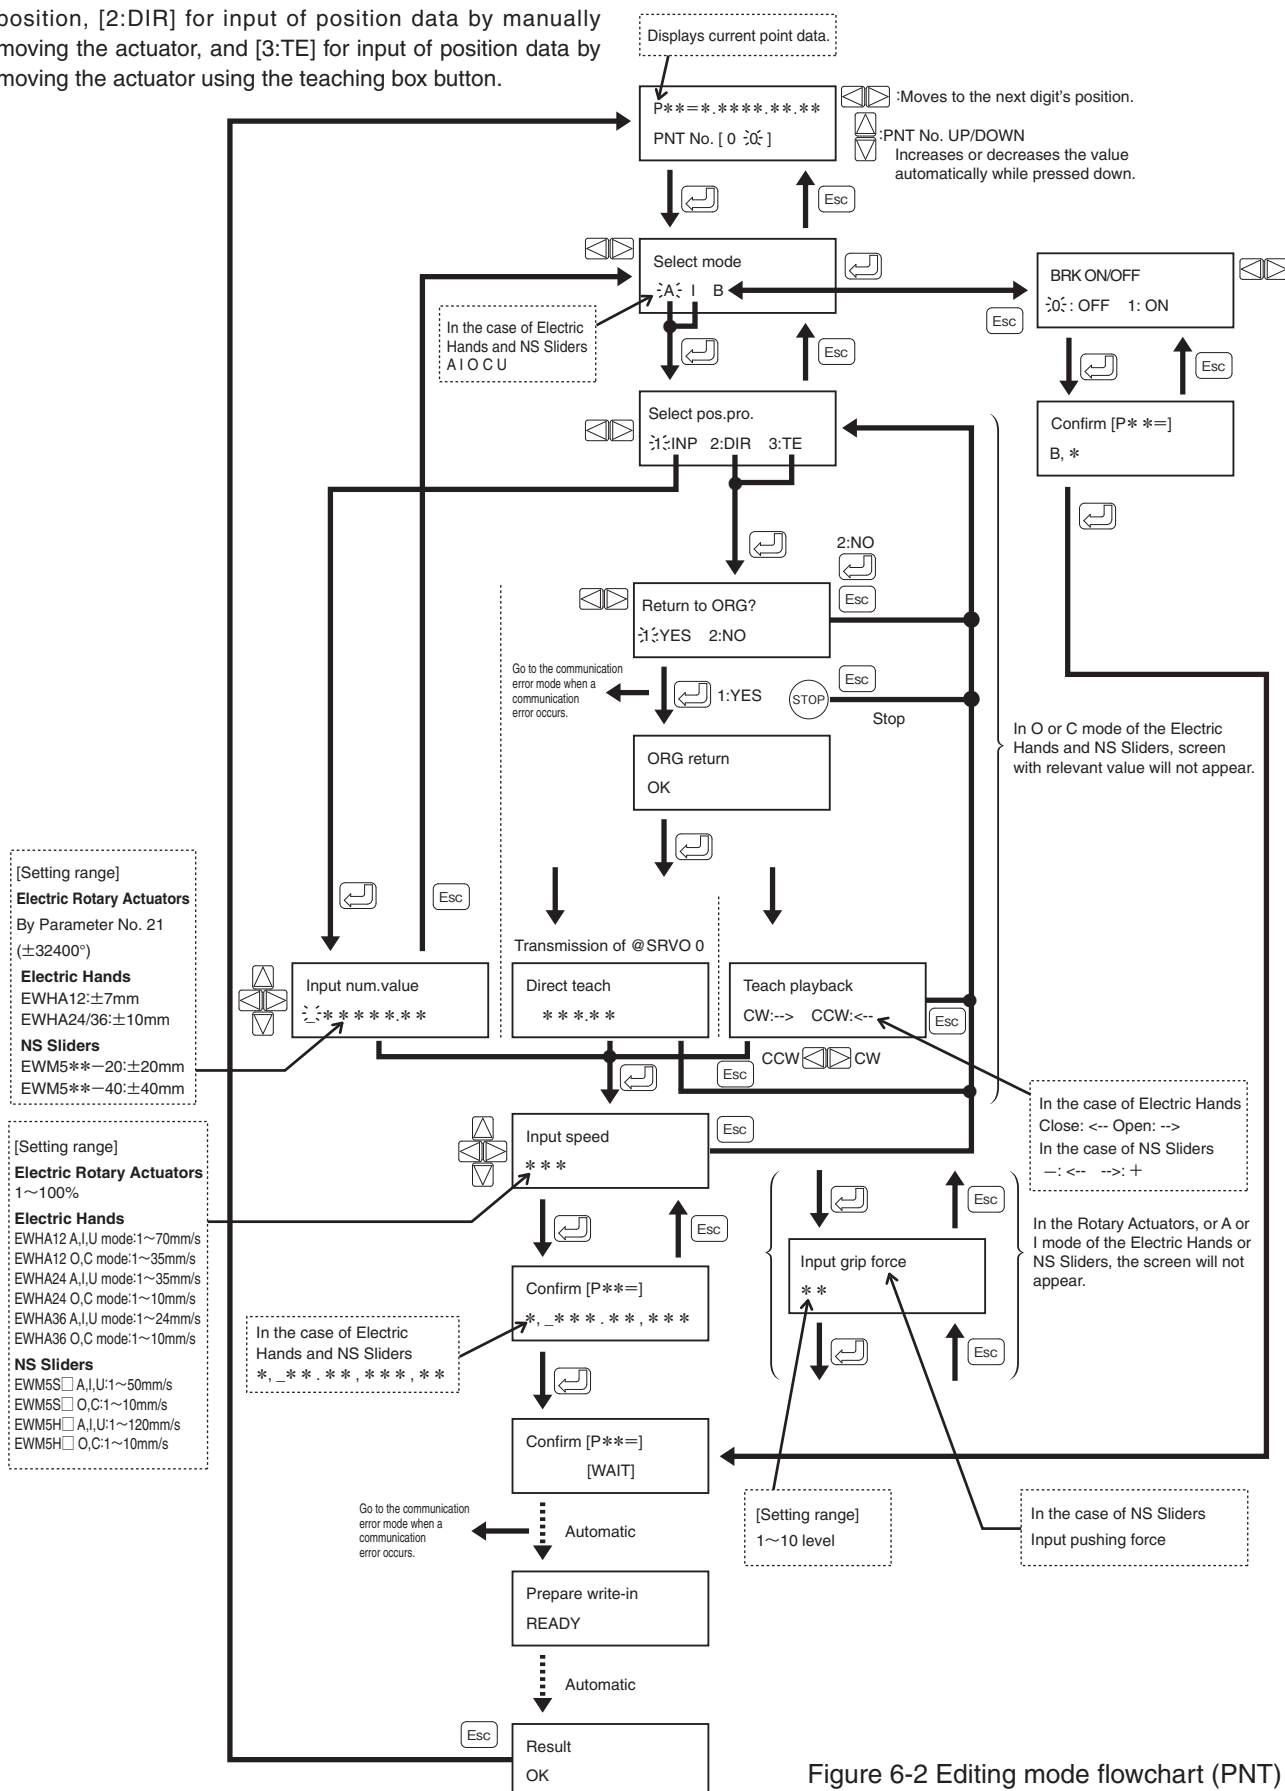 position, [2:DIR] for input of position data by manually
moving the actuator, and [3:TE] for input of position data by
moving the actuator using the teaching box button.
Displays current point data.
P**=*.****.**.**
PNT No. [ 0 0 ]
:Moves to the next digit's position.
:PNT No. UP/DOWN
Increases or decreases the value
automatically while pressed down.
Esc
Select mode
A I B
In the case of Electric
Hands and NS Sliders
A I O C U
Esc
BRK ON/OFF
0: OFF 1: ON
Esc
Esc
Select pos.pro.
1:INP 2:DIR 3:TE
Confirm [P* *=]
B, *
2:NO
Esc
Return to ORG?
1:YES 2:NO
Go to the communication
error mode when a
communication
error occurs.
1:YES
STOP
Esc
Stop
ORG return
OK
In O or C mode of the Electric
Hands and NS Sliders, screen
with relevant value will not appear.
Esc
[Setting range]
Electric Rotary Actuators
By Parameter No. 21
(±32400°)
Electric Hands
EWHA12:±7mm
EWHA24/36:±10mm
NS Sliders
EWM5**−20:±20mm
EWM5**−40:±40mm
Transmission of @SRVO 0
Input num.value
_*****.**
Direct teach
***.**
Teach playback
CW:--> CCW:<--
Esc
CCW CW
Esc
In the case of Electric Hands
Close: <-- Open: -->
In the case of NS Sliders
−: <-- -->: +
[Setting range]
Electric Rotary Actuators
1~100%
Electric Hands
EWHA12 A,I,U mode:1~70mm/s
EWHA12 O,C mode:1~35mm/s
EWHA24 A,I,U mode:1~35mm/s
EWHA24 O,C mode:1~10mm/s
EWHA36 A,I,U mode:1~24mm/s
EWHA36 O,C mode:1~10mm/s
NS Sliders
EWM5S□ A,I,U:1~50mm/s
EWM5S□ O,C:1~10mm/s
EWM5H□ A,I,U:1~120mm/s
EWM5H□ O,C:1~10mm/s
Input speed
***
Esc
Esc
Esc
Input grip force
**
Esc
In the Rotary Actuators, or A or
I mode of the Electric Hands or
NS Sliders, the screen will not
appear.
Confirm [P**=]
*,_***.**,***
In the case of Electric
Hands and NS Sliders
*,_**.**,***,**
Confirm [P**=]
[WAIT]
[Setting range]
1~10 level
In the case of NS Sliders
Input pushing force
Go to the communication
error mode when a
communication
error occurs.
Automatic
Prepare write-in
READY
Automatic
Esc
Result
OK
Figure 6-2 Editing mode flowchart (PNT)